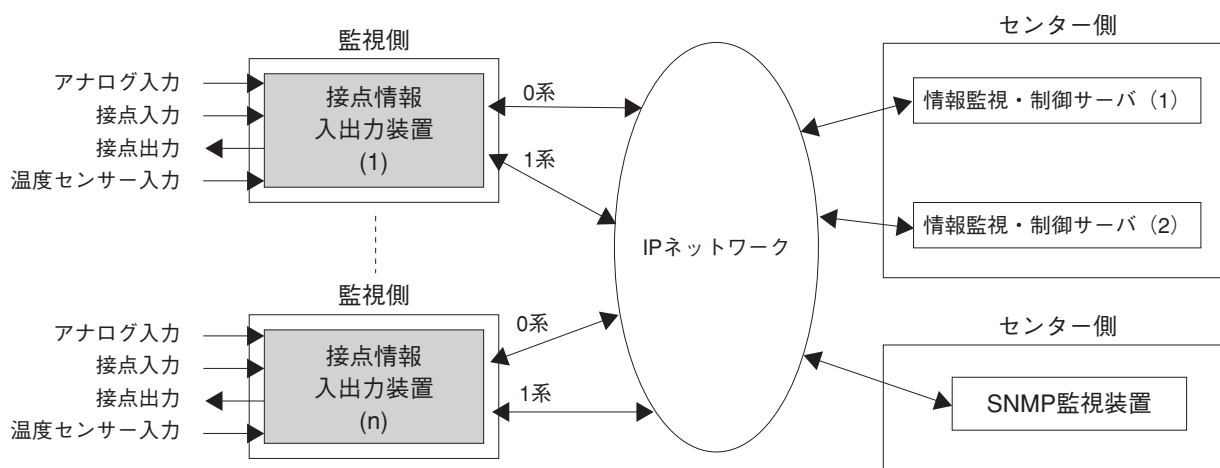 監視側
アナログ入力
接点入力
接点出力
温度センサー入力
接点情報
入出力装置
(1)
0系
1系
監視側
アナログ入力
接点入力
接点出力
温度センサー入力
接点情報
入出力装置
(n)
0系
1系
IPネットワーク
センター側
情報監視・制御サーバ（1）
情報監視・制御サーバ（2）
センター側
SNMP監視装置